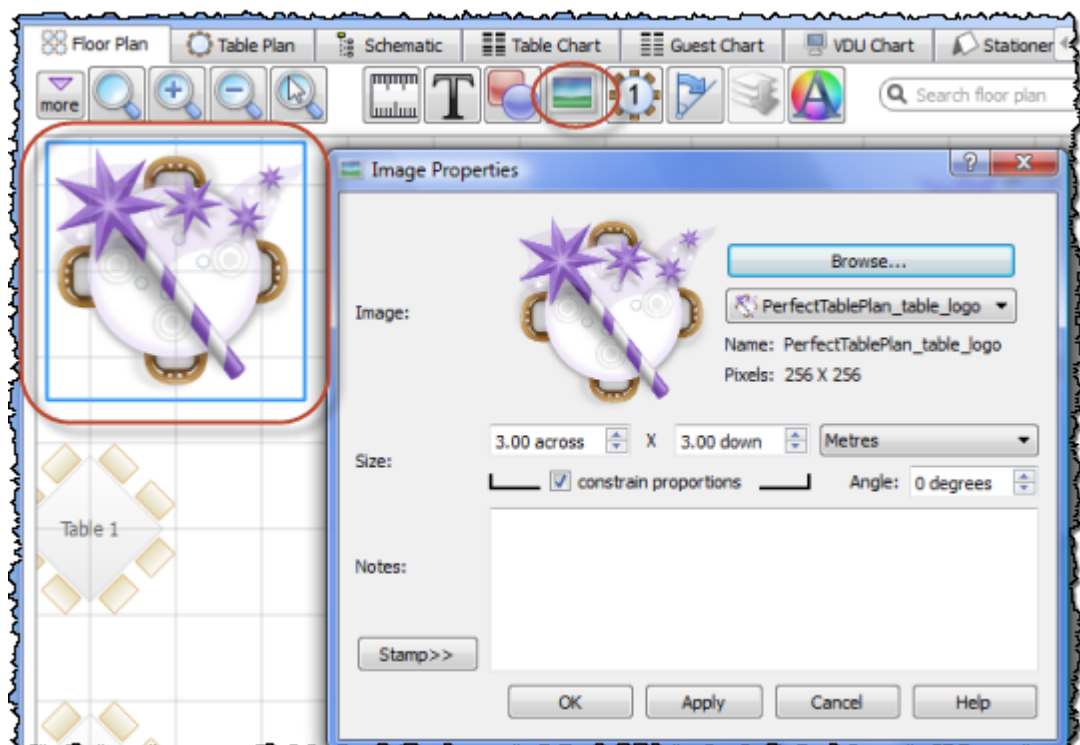 Floor Plan
Table Plan
Schematic
Table Chart
Guest Chart
VDU Chart
Stationer
more
T
1
A
Search floor plan
Image Properties
?
Image:
Browse...
PerfectTablePlan_table_logo
Name: PerfectTablePlan_table_logo
Pixels: 256 X 256
Size:
3.00 across X 3.00 down Metres
constrain proportions Angle: 0 degrees
Table 1
Notes:
Stamp>>
OK Apply Cancel Help